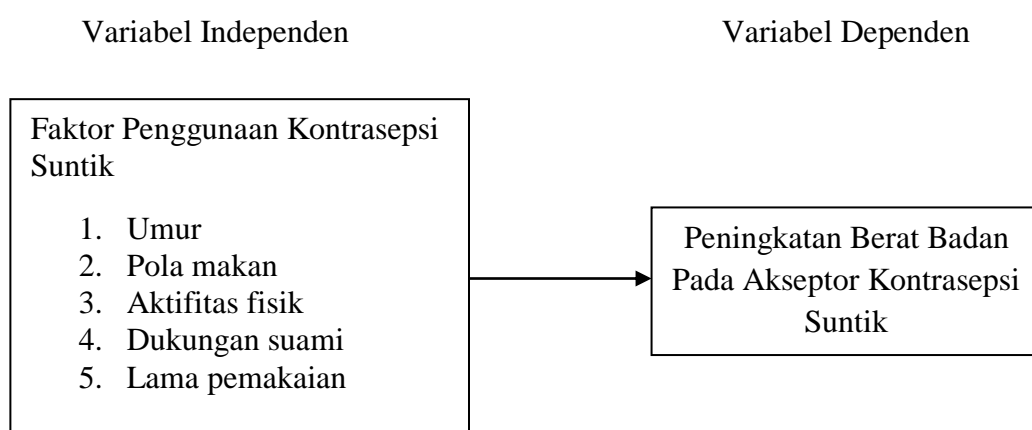 Variabel Independen
Variabel Dependen
Faktor Penggunaan Kontrasepsi
Suntik
1. Umur
2. Pola makan
3. Aktifitas fisik
4. Dukungan suami
5. Lama pemakaian
Peningkatan Berat Badan
Pada Akseptor Kontrasepsi
Suntik